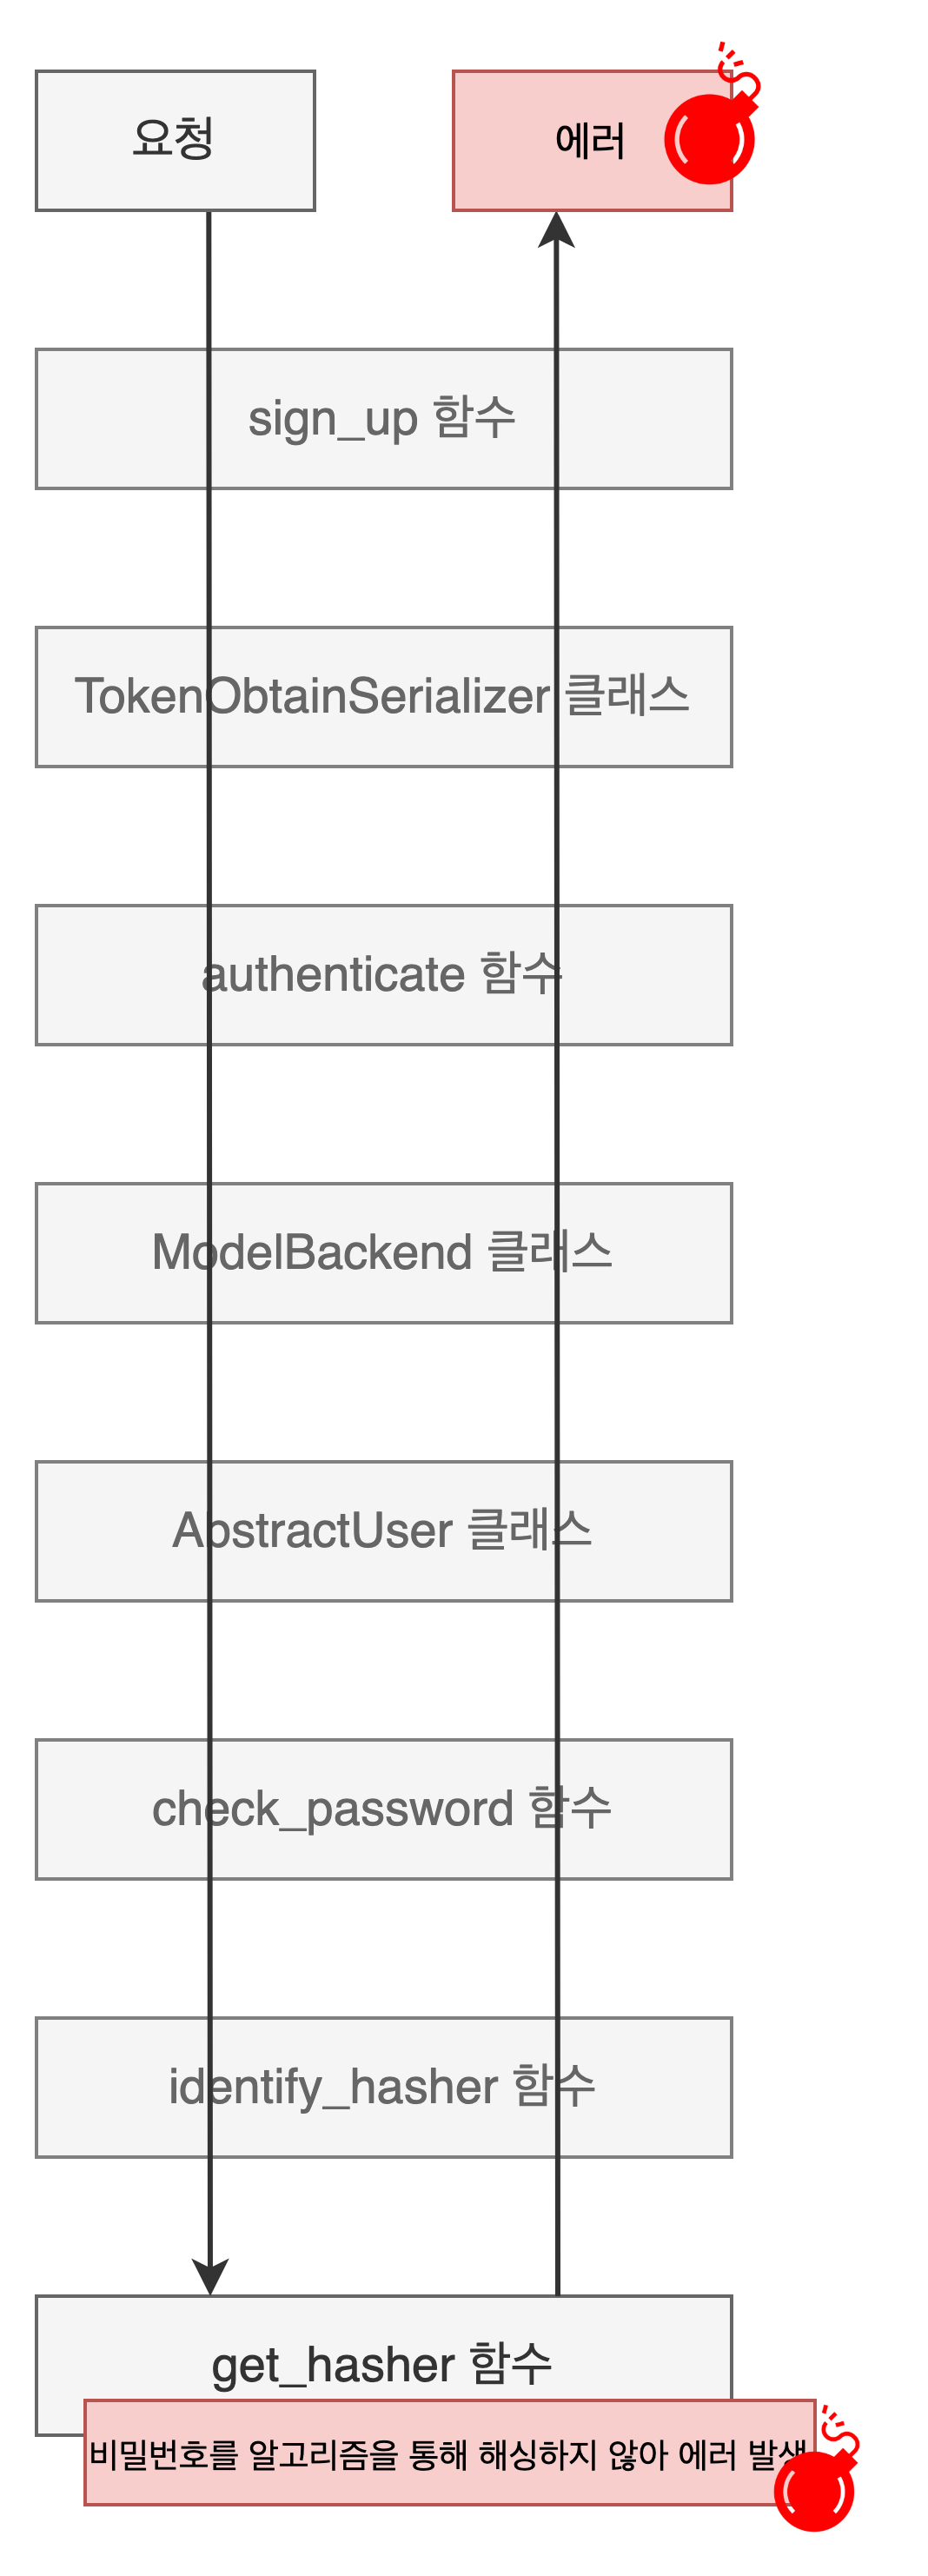 요청
에러
sign_up 함수
TokenObtainSerializer 클래스
authenticate 함수
ModelBackend 클래스
AbstractUser 클래스
check_password 함수
identify_hasher 함수
get_hasher 함수
비밀번호를 알고리즘을 통해 해싱하지 않아 에러 발생